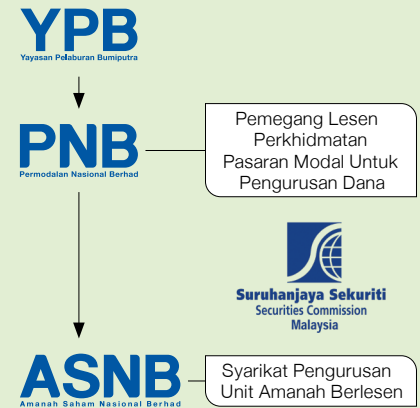 YPB
Yayasan Pelaburan Bumiputra
PNB
Permodalan Nasional Berhad
Pemegang Lesen
Perkhidmatan
Pasaran Modal Untuk
Pengurusan Dana
Suruhanjaya Sekuriti
Securities Commission
Malaysia
ASNB
Amanah Saham Nasional Berhad
Syarikat Pengurusan
Unit Amanah Berlesen